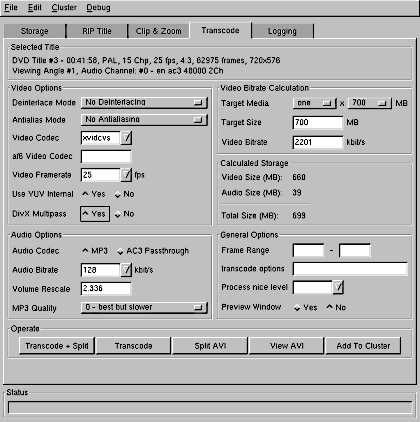 File Edit Cluster Debug
Storage RIP Title Clip & Zoom Transcode Logging
Selected Title
DVD Title #3 - 00:41:58, PAL, 15 Chp, 25 fps, 4:3, 62975 frames, 720x576
Viewing Angle #1, Audio Channel: #0 - en ac3 48000 2Ch
Video Options
Deinterlace Mode No Deinterlacing
Antialias Mode No Antialiasing
Video Codec xvidcvs
af6 Video Codec
Video Framerate 25 fps
Use YUV Internal Yes No
DivX Multipass Yes No
Video Bitrate Calculation
Target Media one x 700 MB
Target Size 700 MB
Video Bitrate 2201 kbit/s
Calculated Storage
Video Size (MB): 660
Audio Size (MB): 39
Total Size (MB): 699
Audio Options
Audio Codec MP3 AC3 Passthrough
Audio Bitrate 128 kbit/s
Volume Rescale 2.336
MP3 Quality 0 - best but slower
General Options
Frame Range -
transcode options
Process nice level
Preview Window Yes No
Operate
Transcode + Split Transcode Split AVI View AVI Add To Cluster
Status